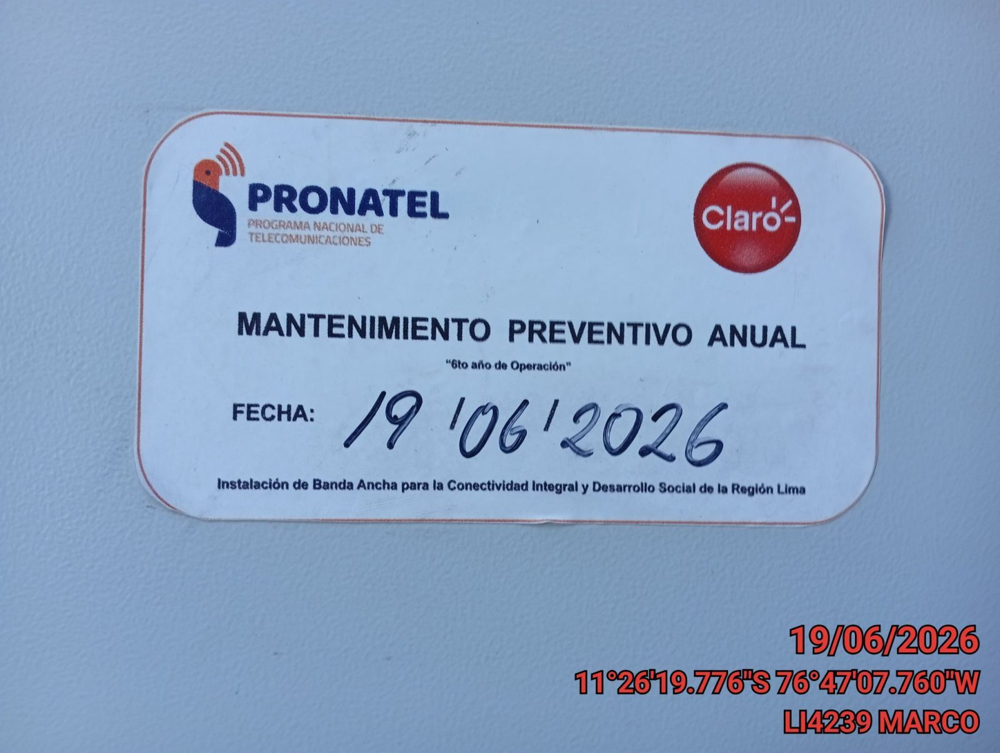 PRONATEL
PROGRAMA NACIONAL DE
TELECOMUNICACIONES
Claro
MANTENIMIENTO PREVENTIVO ANUAL
"6to año de Operación"
FECHA: 19 '06 ' 2026
Instalación de Banda Ancha para la Conectividad Integral y Desarrollo Social de la Región Lima
19/06/2026
11°26'19.776"S 76°47'07.760"W
LI4239 MARCO